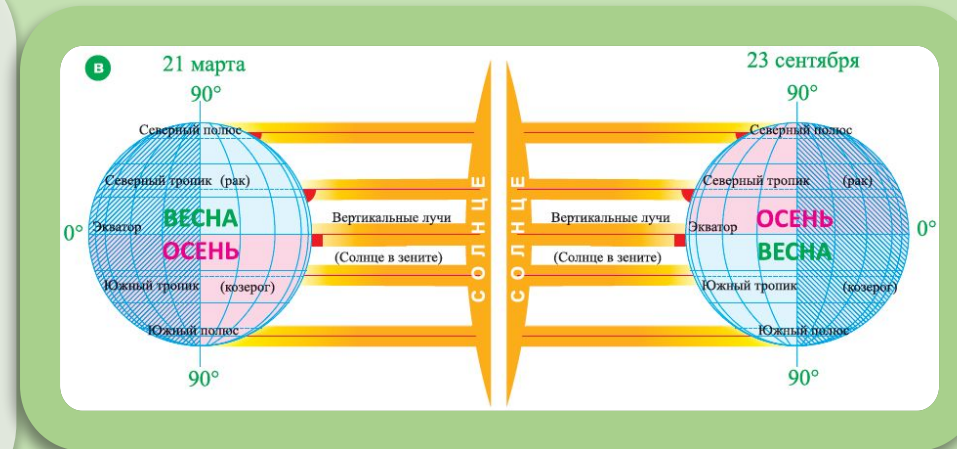 В
21 марта
90°
Северный полюс
Северный тропик (рак)
ВЕСНА
0°
Экватор
ОСЕНЬ
Южный тропик (козерог)
Южный полюс
90°
Вертикальные лучи
(Солнце в зените)
СОЛНЦЕ
СОЛНЦЕ
23 сентября
90°
Северный полюс
Северный тропик (рак)
Вертикальные лучи
(Солнце в зените)
ОСЕНЬ
Экватор
0°
ВЕСНА
Южный тропик (козерог)
Южный полюс
90°